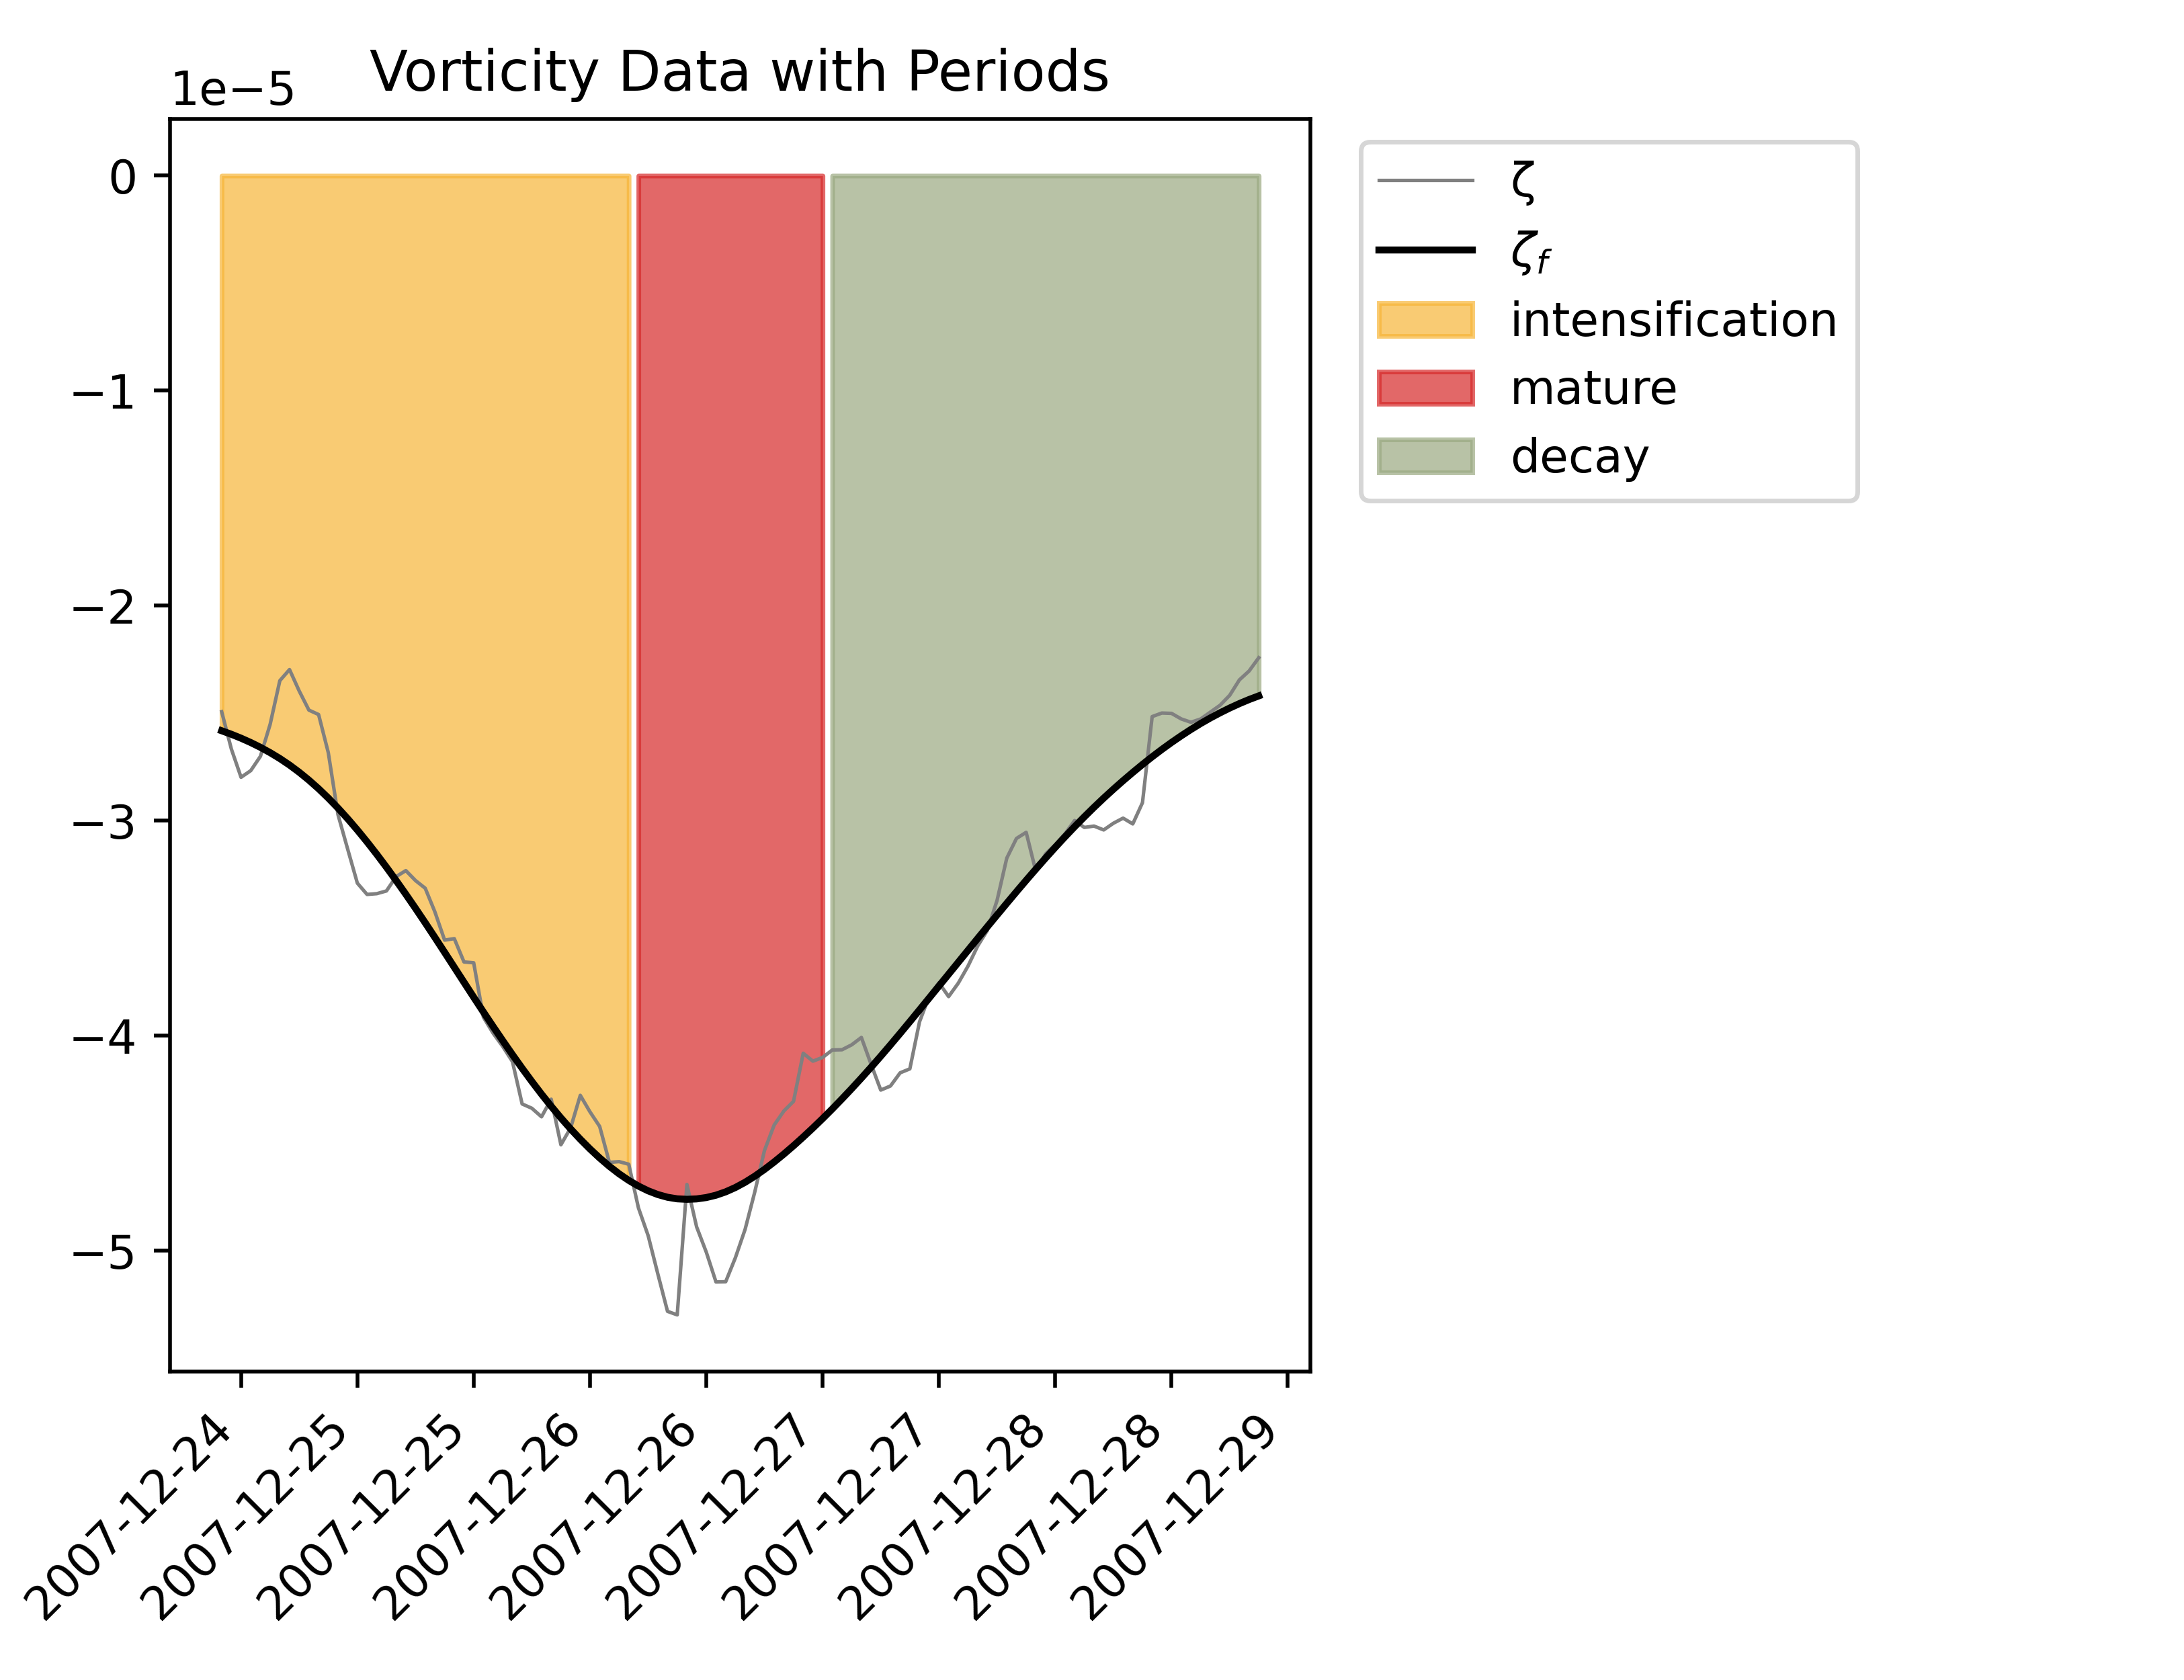 Vorticity Data with Periods
1e−5
0
−1
−2
−3
−4
−5
2007-12-24
2007-12-25
2007-12-25
2007-12-26
2007-12-26
2007-12-27
2007-12-27
2007-12-28
2007-12-28
2007-12-29
ζ
ζf
intensification
mature
decay